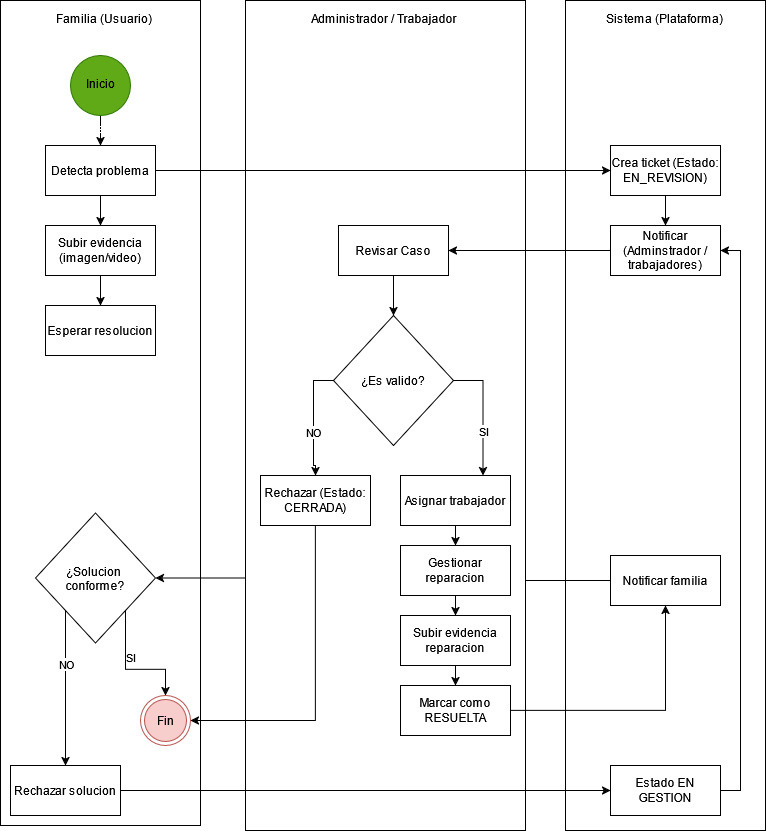 Familia (Usuario)
Administrador / Trabajador
Sistema (Plataforma)
Inicio
Detecta problema
Crea ticket (Estado:
EN_REVISION)
Subir evidencia
(imagen/video)
Revisar Caso
Notificar
(Adminstrador /
trabajadores)
Esperar resolucion
¿Es valido?
NO
SI
Rechazar (Estado:
CERRADA)
Asignar trabajador
¿Solucion
conforme?
Gestionar
reparacion
Notificar familia
Subir evidencia
reparacion
NO
SI
Fin
Marcar como
RESUELTA
Rechazar solucion
Estado EN
GESTION